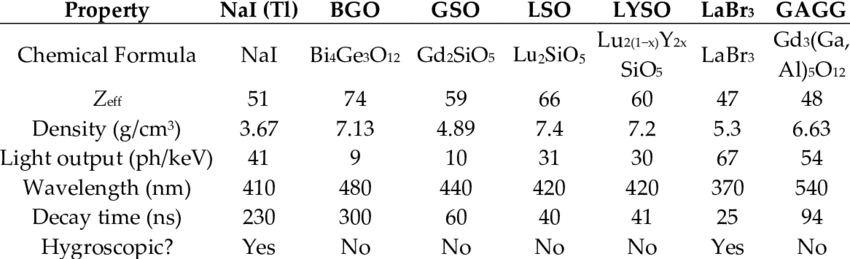 Property NaI (Tl) BGO GSO LSO LYSO LaBr₃ GAGG
Chemical Formula NaI Bi₄Ge₃O₁₂ Gd₂SiO₅ Lu₂SiO₅ Lu₂₍₁₋ₓ₎Y₂ₓ SiO₅ LaBr₃ Gd₃(Ga, Al)₅O₁₂
Zeff 51 74 59 66 60 47 48
Density (g/cm³) 3.67 7.13 4.89 7.4 7.2 5.3 6.63
Light output (ph/keV) 41 9 10 31 30 67 54
Wavelength (nm) 410 480 440 420 420 370 540
Decay time (ns) 230 300 60 40 41 25 94
Hygroscopic? Yes No No No No Yes No